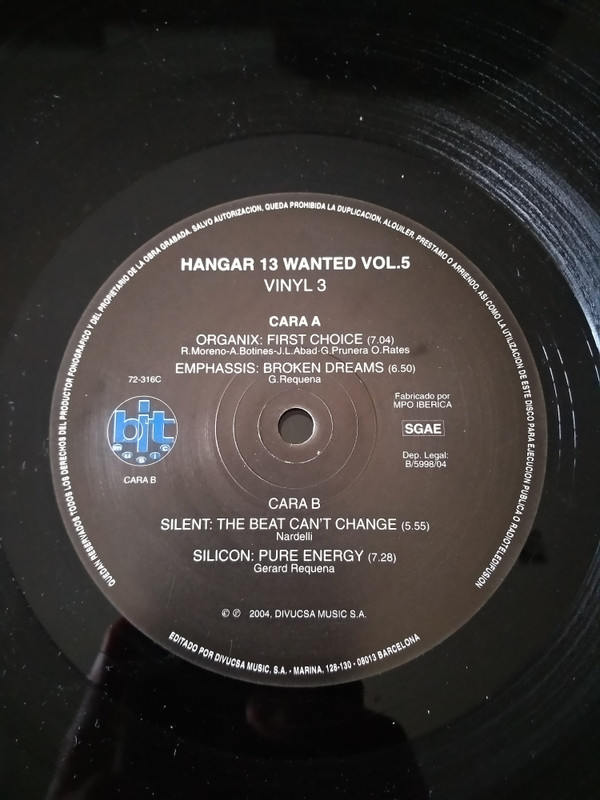 HANGAR 13 WANTED VOL.5
VINYL 3
CARA A
ORGANIX: FIRST CHOICE (7.04)
R.Moreno-A.Botines-J.L.Abad-G.Prunera O.Rates
EMPHASSIS: BROKEN DREAMS (6.50)
G.Requena
72-316C
bit
MUSIC
CARA B
Fabricado por
MPO IBERICA
SGAE
Dep. Legal:
B/5998/04
CARA B
SILENT: THE BEAT CAN'T CHANGE (5.55)
Nardelli
SILICON: PURE ENERGY (7.28)
Gerard Requena
© ℗ 2004, DIVUCSA MUSIC S.A.
EDITADO POR DIVUCSA MUSIC, S.A. - MARINA, 128-130 - 08013 BARCELONA
QUEDAN RESERVADOS TODOS LOS DERECHOS DEL PRODUCTOR FONOGRAFICO Y DEL PROPIETARIO DE LA OBRA GRABADA. SALVO AUTORIZACION, QUEDA PROHIBIDA LA DUPLICACION, ALQUILER, PRESTAMO O ARRIENDO, ASI COMO LA UTILIZACION DE ESTE DISCO PARA EJECUCION PUBLICA O RADIOTELEDIFUSION